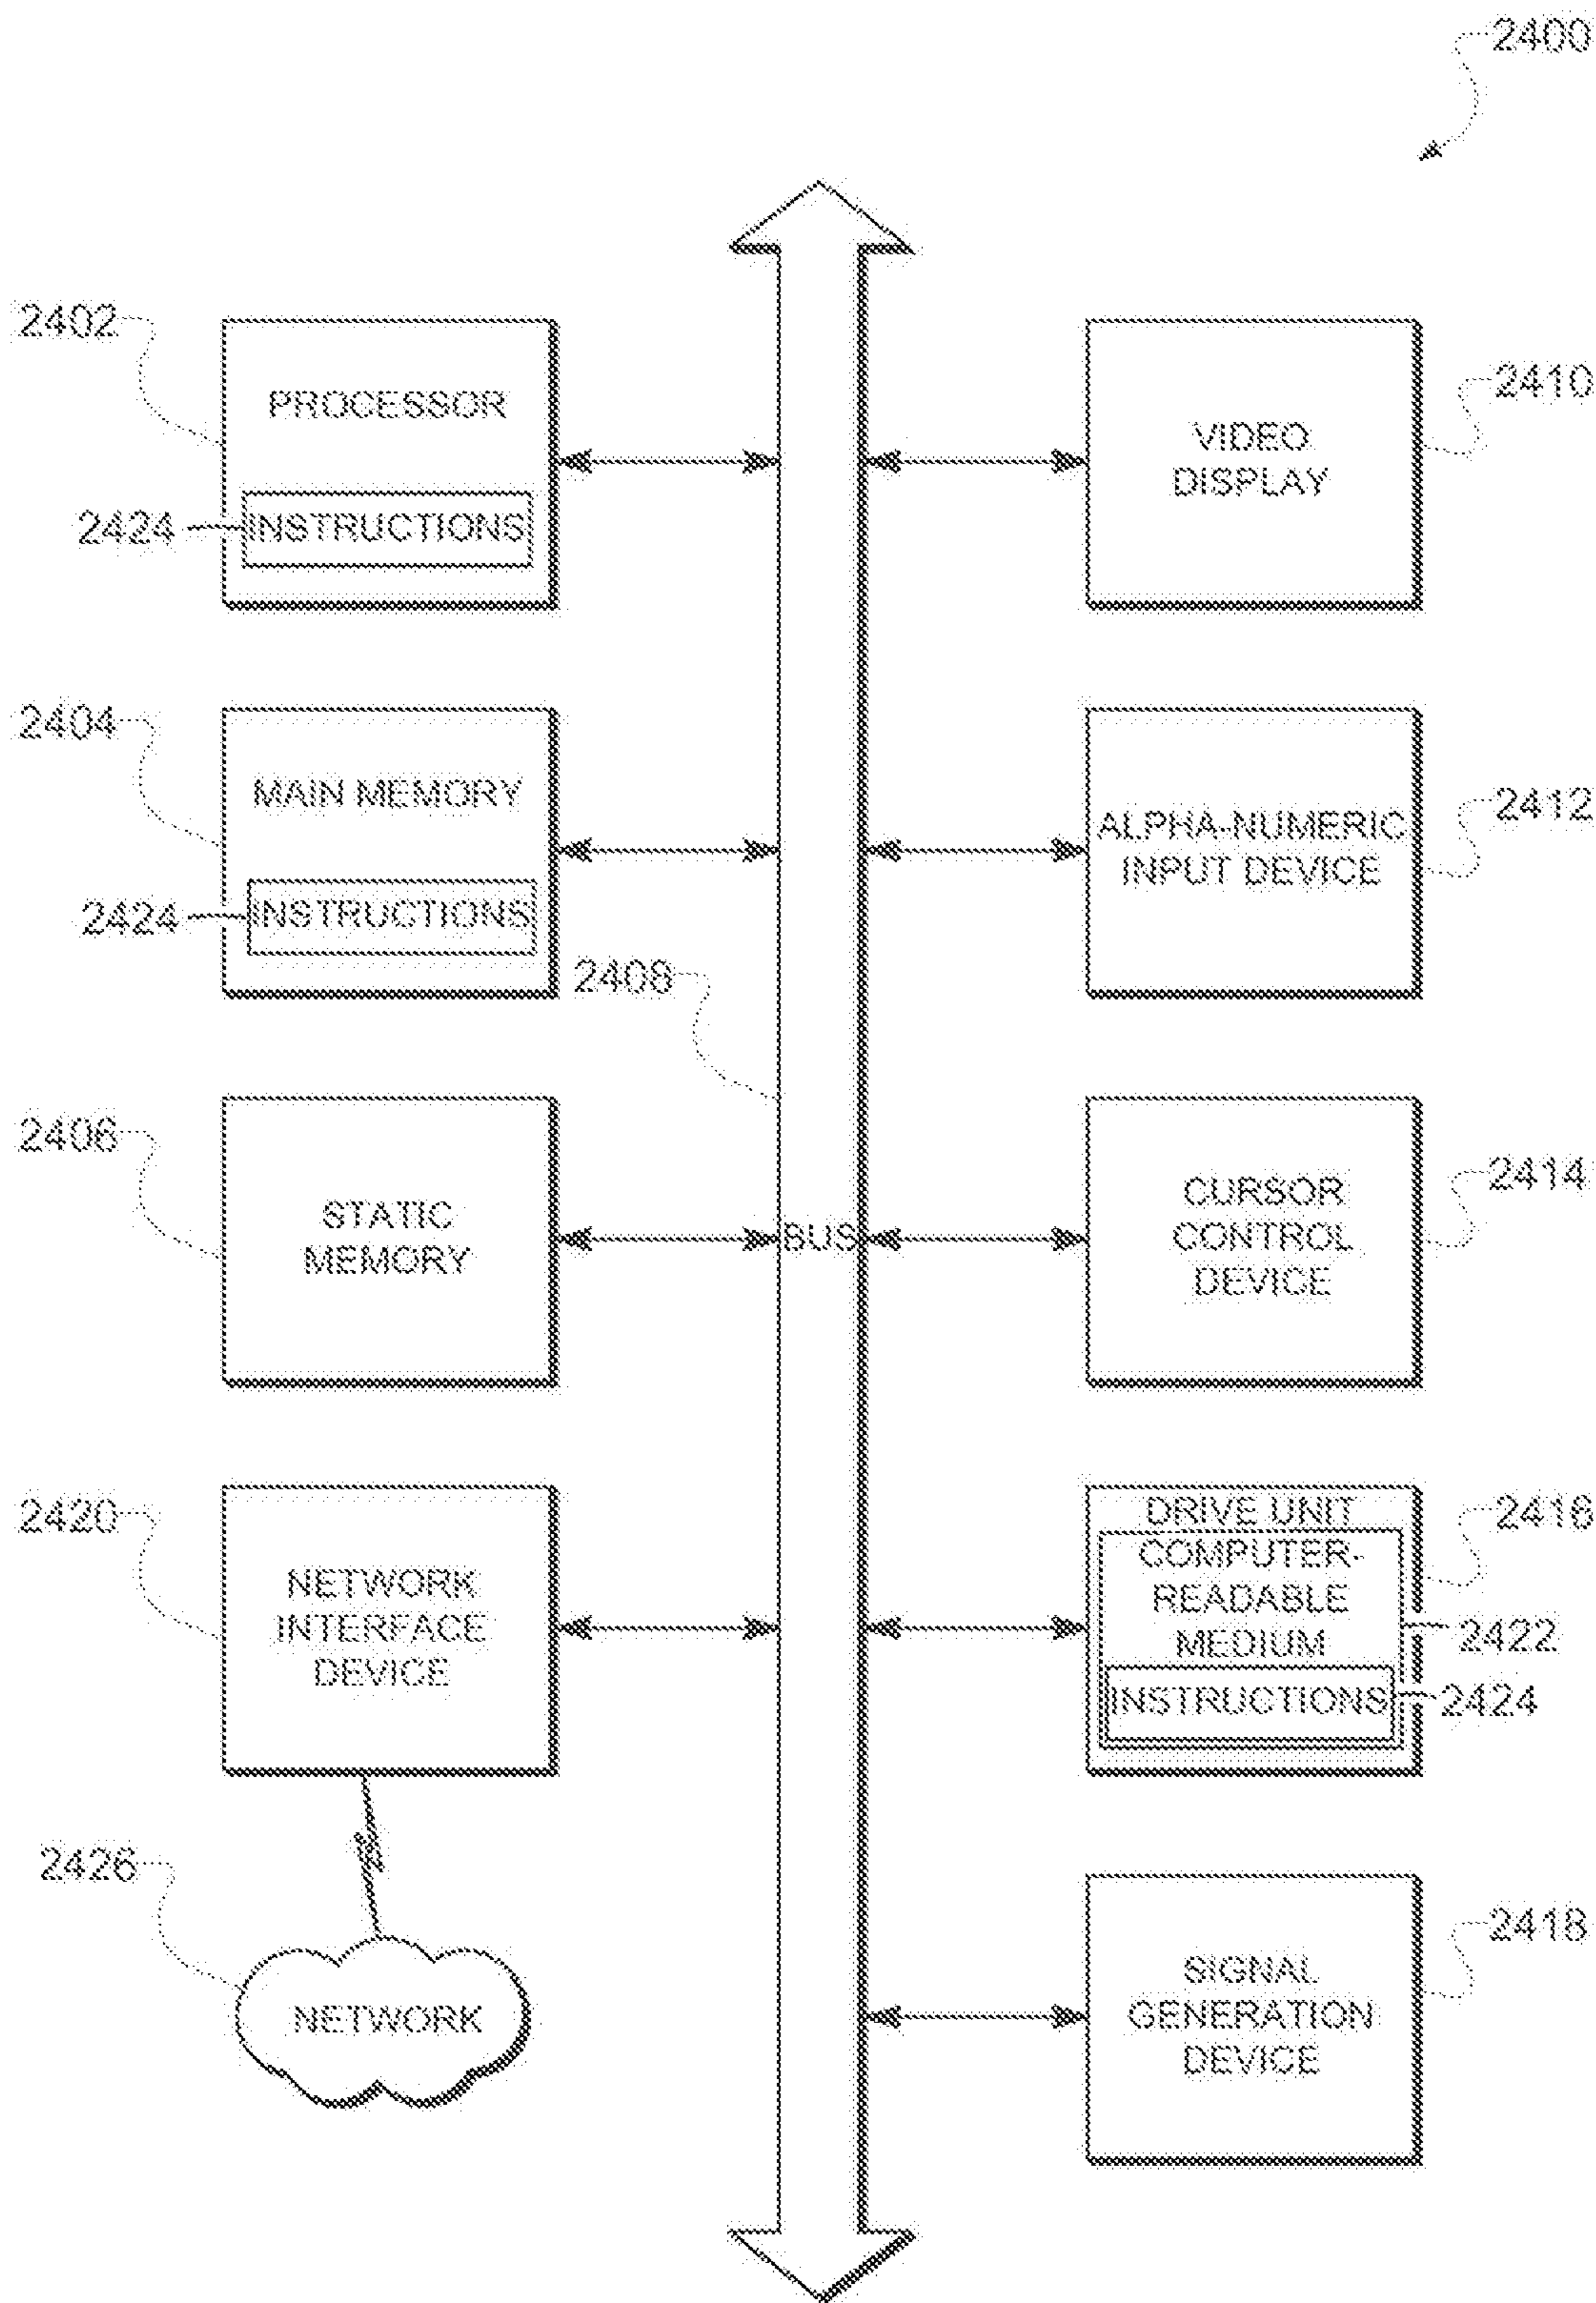 2400
2402
PROCESSOR
2424
INSTRUCTIONS
2410
VIDEO
DISPLAY
2404
MAIN MEMORY
2424
INSTRUCTIONS
2412
ALPHA-NUMERIC
INPUT DEVICE
2408
2406
STATIC
MEMORY
BUS
2414
CURSOR
CONTROL
DEVICE
2420
NETWORK
INTERFACE
DEVICE
2416
DRIVE UNIT
COMPUTER-
READABLE
MEDIUM
2422
INSTRUCTIONS
2424
2426
NETWORK
2418
SIGNAL
GENERATION
DEVICE